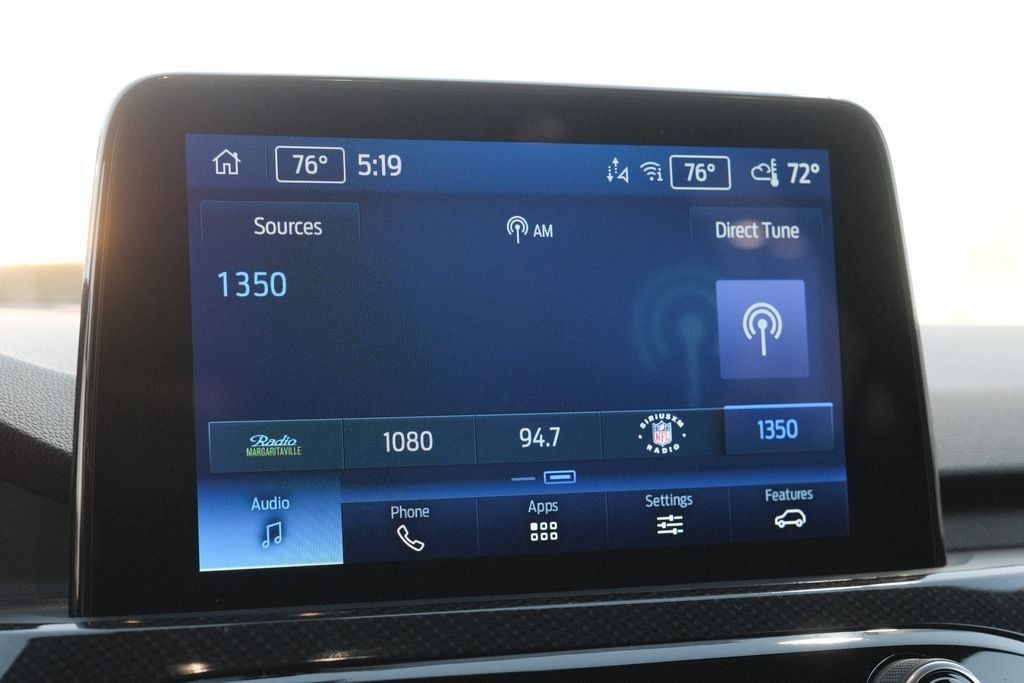 76° 5:19 76° 72°
Sources AM Direct Tune
1350
Radio MARGARITAVILLE 1080 94.7 SIRIUSXM NFL RADIO 1350
Audio Phone Apps Settings Features